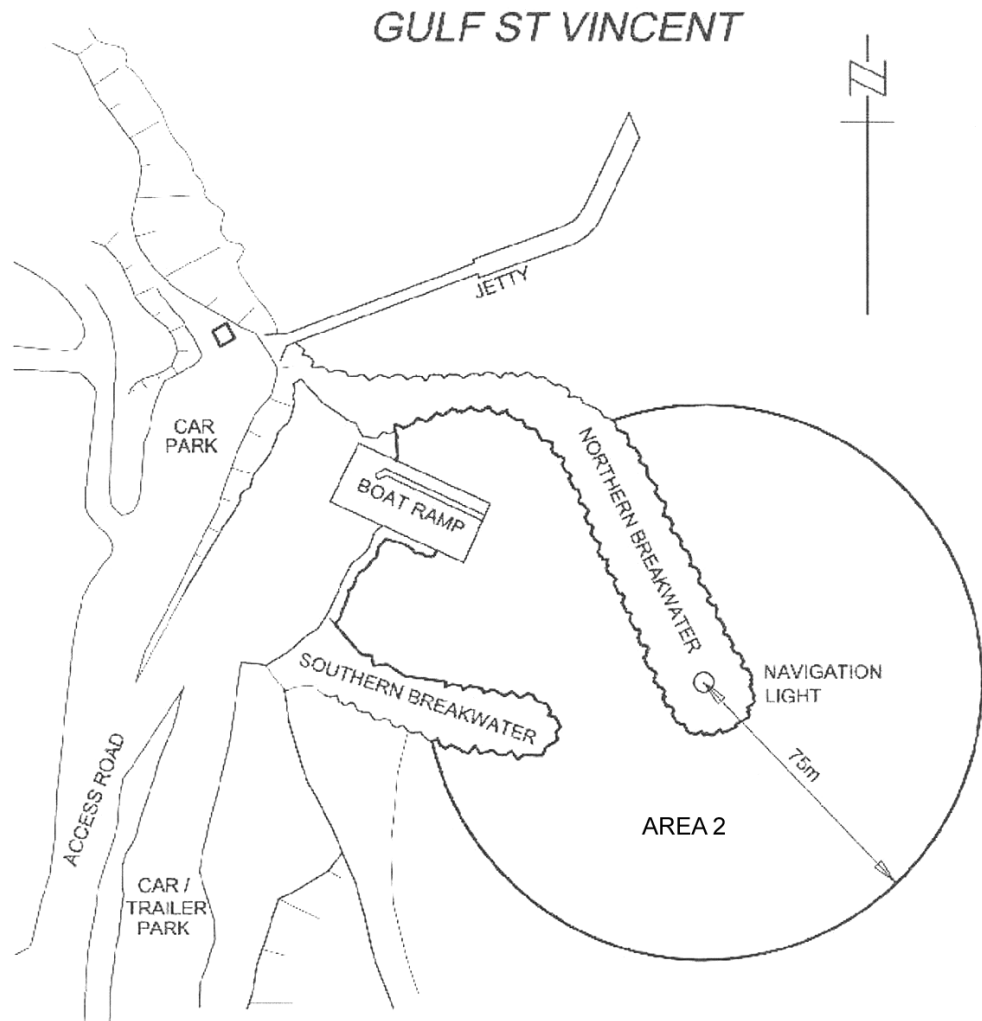 GULF ST VINCENT
N
JETTY
CAR
PARK
BOAT RAMP
NORTHERN BREAKWATER
SOUTHERN BREAKWATER
NAVIGATION
LIGHT
75m
AREA 2
ACCESS ROAD
CAR /
TRAILER
PARK